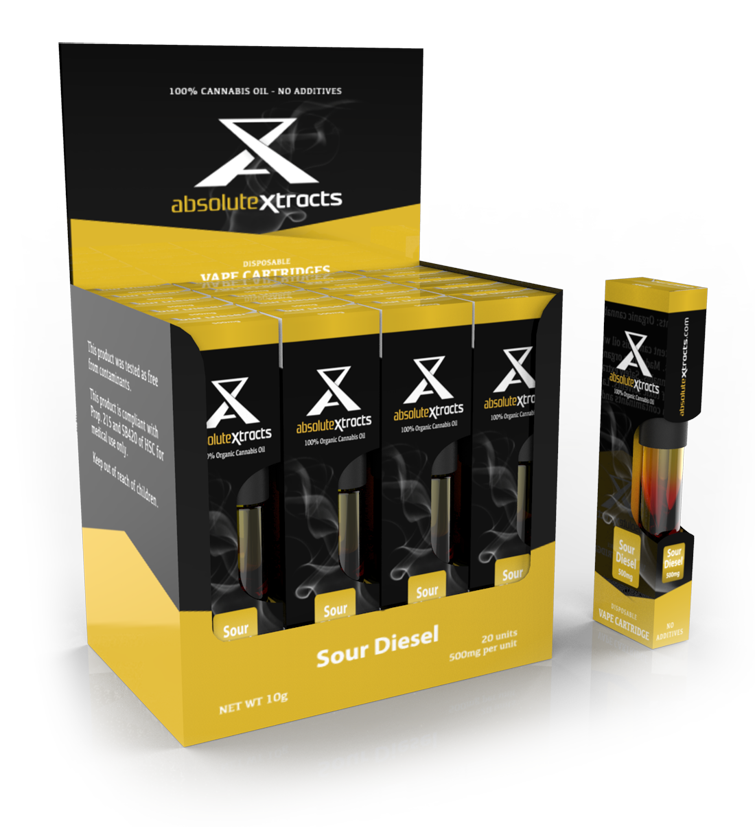 100% CANNABIS OIL - NO ADDITIVES
absoluteXtracts
DISPOSABLE
VAPE CARTRIDGES
This product was tested as free
from contaminants.
This product is compliant with
Prop. 215 and SB420 of HSC for
medical use only.
Keep out of reach of children.
oluteXtracts
% Organic Cannabis Oil
Sour
absoluteXtracts
100% Organic Cannabis Oil
Sour
absoluteXtracts
100% Organic Cannabis Oil
Sour
absoluteXtrac
100% Organic Cannabis
Sour
Sour Diesel
20 units
500mg per unit
NET WT 10g
absoluteXtracts
100% Organic Cannabis Oil
absoluteXtracts.com
Sour
Diesel
500mg
Sour
Diesel
500mg
DISPOSABLE
VAPE CARTRIDGE
NO
ADDITIVES